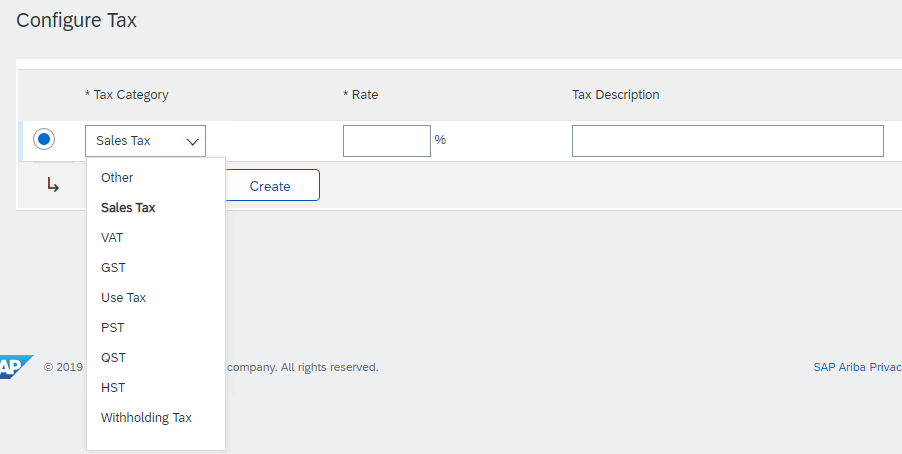 Configure Tax
* Tax Category * Rate Tax Description
Sales Tax %
Other
Create
Sales Tax
VAT
GST
Use Tax
PST
QST
AP © 2019 company. All rights reserved. SAP Ariba Privac
HST
Withholding Tax